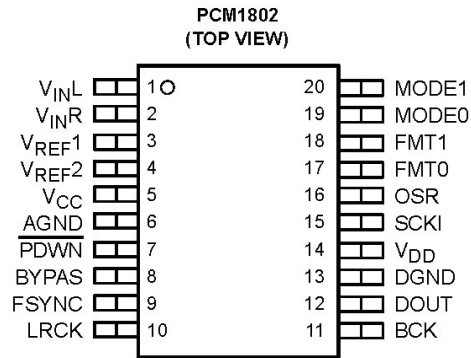 PCM1802
(TOP VIEW)
VINL 1 20 MODE1
VINR 2 19 MODE0
VREF1 3 18 FMT1
VREF2 4 17 FMT0
VCC 5 16 OSR
AGND 6 15 SCKI
PDWN 7 14 VDD
BYPAS 8 13 DGND
FSYNC 9 12 DOUT
LRCK 10 11 BCK